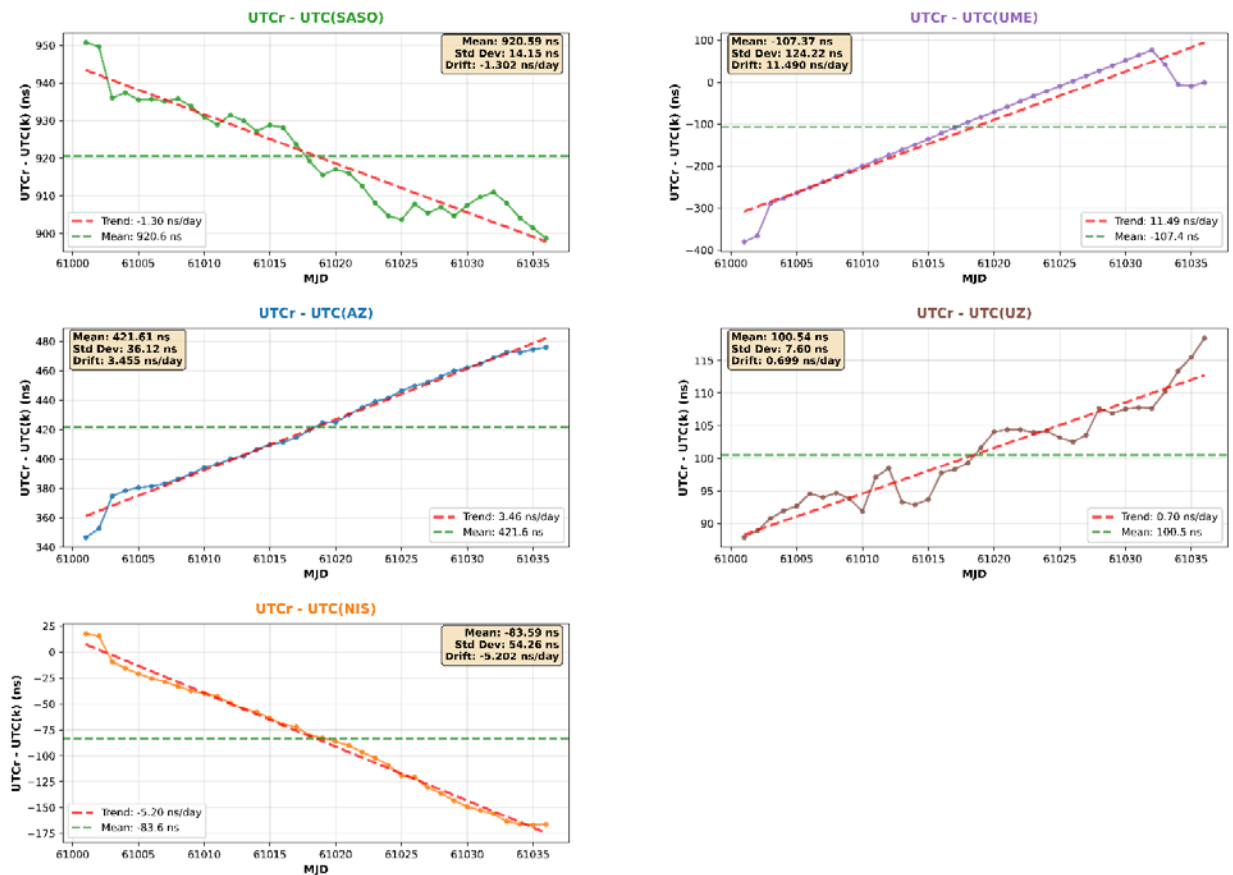 UTCr - UTC(SASO)
Mean: 920.59 ns
Std Dev: 14.15 ns
Drift: -1.302 ns/day
UTCr - UTC(k) (ns)
950
940
930
920
910
900
Trend: -1.30 ns/day
Mean: 920.6 ns
61000 61005 61010 61015 61020 61025 61030 61035
MJD
UTCr - UTC(UME)
Mean: -107.37 ns
Std Dev: 124.22 ns
Drift: 11.490 ns/day
UTCr - UTC(k) (ns)
100
0
−100
−200
−300
−400
Trend: 11.49 ns/day
Mean: -107.4 ns
61000 61005 61010 61015 61020 61025 61030 61035
MJD
UTCr - UTC(AZ)
Mean: 421.61 ns
Std Dev: 36.12 ns
Drift: 3.455 ns/day
UTCr - UTC(k) (ns)
480
460
440
420
400
380
360
340
Trend: 3.46 ns/day
Mean: 421.6 ns
61000 61005 61010 61015 61020 61025 61030 61035
MJD
UTCr - UTC(UZ)
Mean: 100.54 ns
Std Dev: 7.60 ns
Drift: 0.699 ns/day
UTCr - UTC(k) (ns)
115
110
105
100
95
90
Trend: 0.70 ns/day
Mean: 100.5 ns
61000 61005 61010 61015 61020 61025 61030 61035
MJD
UTCr - UTC(NIS)
Mean: -83.59 ns
Std Dev: 54.26 ns
Drift: -5.202 ns/day
UTCr - UTC(k) (ns)
25
0
−25
−50
−75
−100
−125
−150
−175
Trend: -5.20 ns/day
Mean: -83.6 ns
61000 61005 61010 61015 61020 61025 61030 61035
MJD